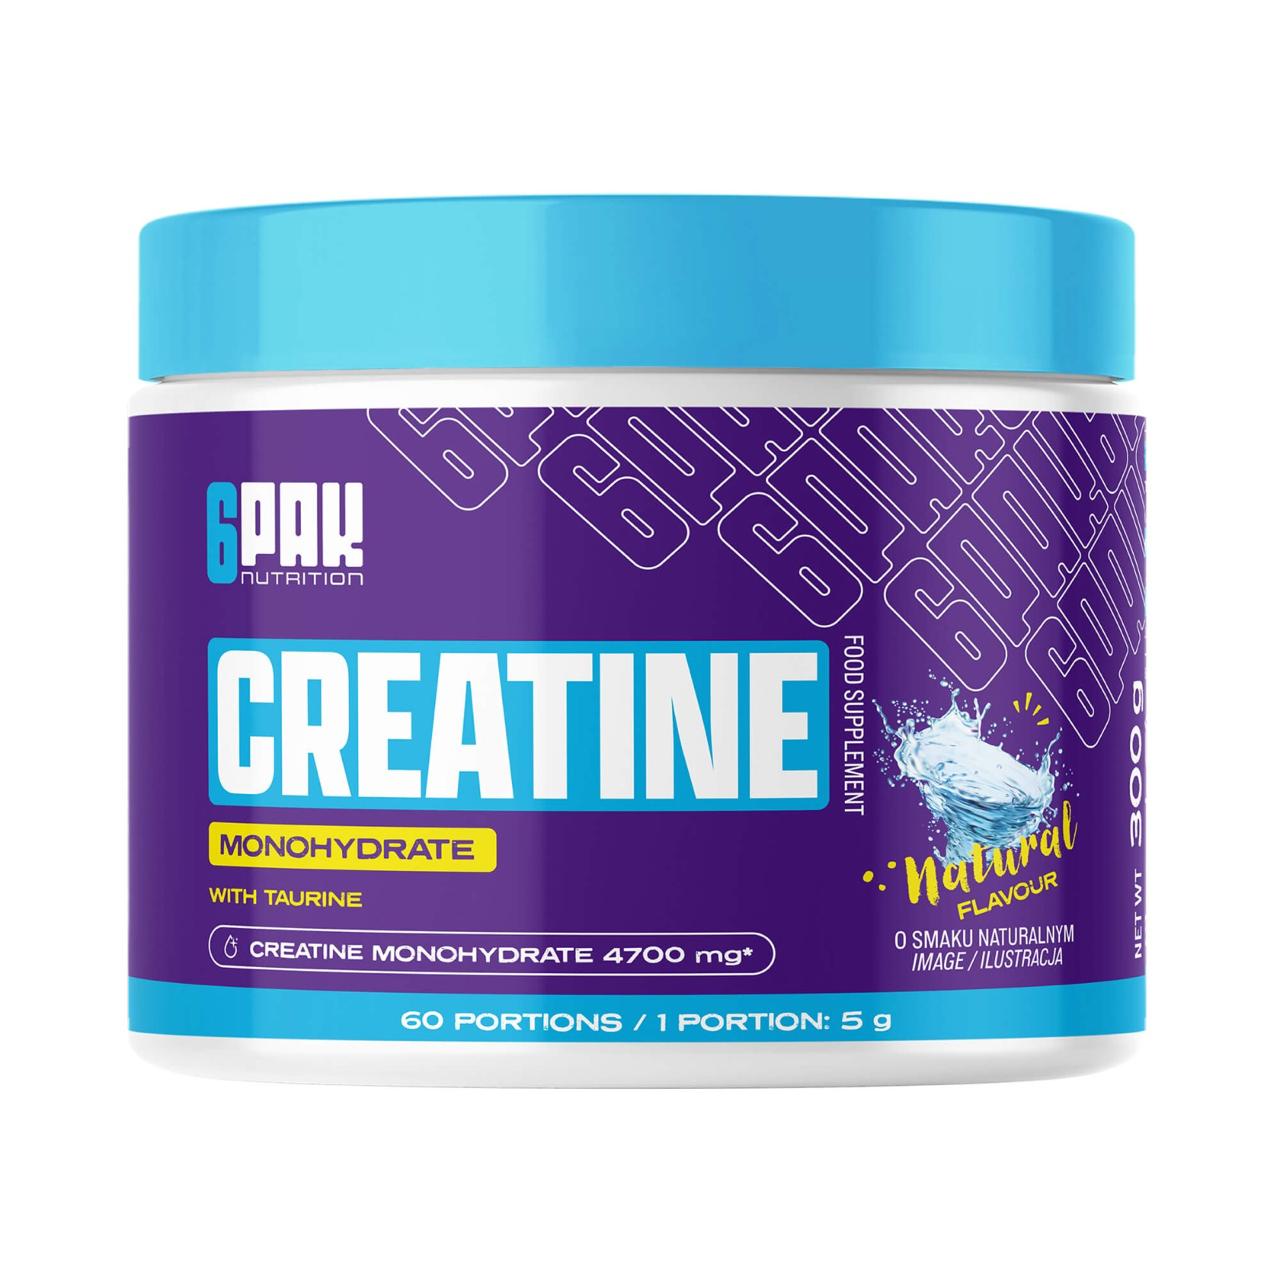 6PAK
NUTRITION
CREATINE
FOOD SUPPLEMENT
MONOHYDRATE
WITH TAURINE
CREATINE MONOHYDRATE 4700 mg*
Natural
FLAVOUR
O SMAKU NATURALNYM
IMAGE / ILUSTRACJA
NET WT 300g
60 PORTIONS / 1 PORTION: 5 g